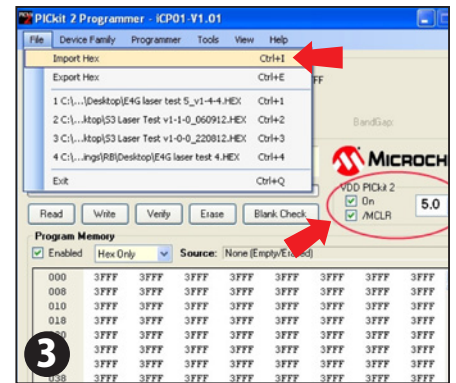 PICkit 2 Programmer - iCP01-V1.01
File Device Family Programmer Tools View Help
Import Hex Ctrl+I
Export Hex Ctrl+E
FF
1 C:\...\Desktop\E4G laser test 5_v1-4-4.HEX Ctrl+1
2 C:\...ktop\S3 Laser Test v1-1-0_060912.HEX Ctrl+2
BandGap:
3 C:\...ktop\S3 Laser Test v1-0-0_220812.HEX Ctrl+3
4 C:\...ings\RB\Desktop\E4G laser test 4.HEX Ctrl+4
MICROCH
Exit Ctrl+Q
VDD PICkit 2
On
5.0
/MCLR
Read Write Verify Erase Blank Check
Program Memory
Enabled Hex Only Source: None (Empty/Erased)
000 3FFF 3FFF 3FFF 3FFF 3FFF 3FFF 3FFF
008 3FFF 3FFF 3FFF 3FFF 3FFF 3FFF 3FFF
010 3FFF 3FFF 3FFF 3FFF 3FFF 3FFF 3FFF
018 3FFF 3FFF 3FFF 3FFF 3FFF 3FFF 3FFF
3FFF 3FFF 3FFF 3FFF 3FFF 3FFF 3FFF
3FFF 3FFF 3FFF 3FFF 3FFF 3FFF 3FFF
3FFF 3FFF 3FFF 3FFF 3FFF 3FFF 3FFF
038 3FFF 3FFF 3FFF 3FFF 3FFF 3FFF 3FFF
3